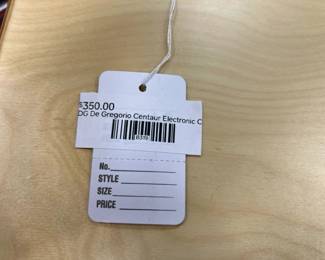 $350.00
DG De Gregorio Centaur Electronic C
No.
STYLE
SIZE
PRICE